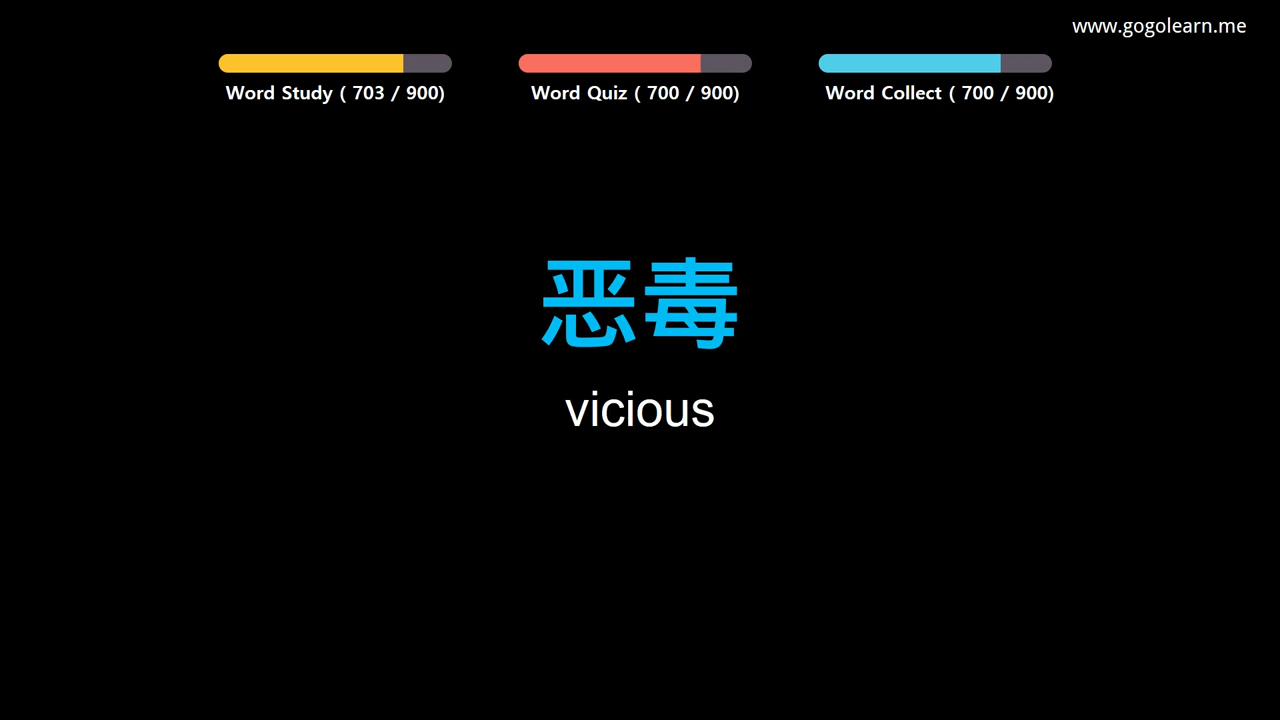 www.gogolearn.me
Word Study ( 703 / 900)
Word Quiz ( 700 / 900)
Word Collect ( 700 / 900)
恶毒
vicious